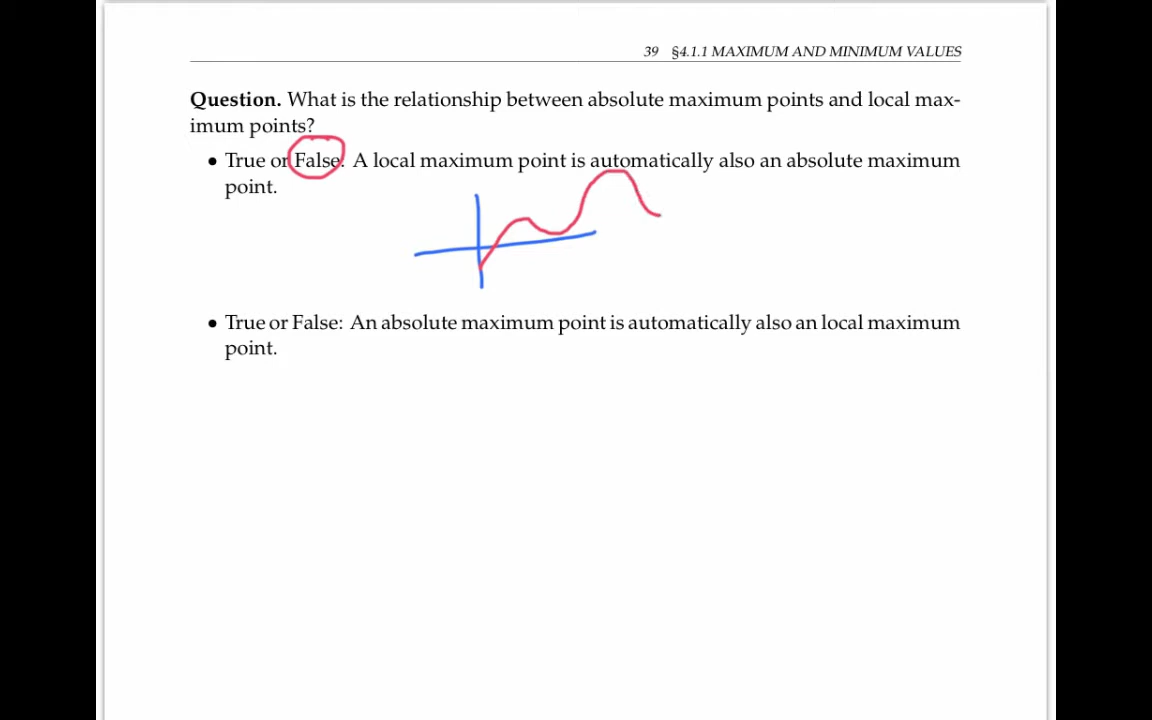 39 §4.1.1 MAXIMUM AND MINIMUM VALUES
Question. What is the relationship between absolute maximum points and local max-
imum points?
• True or False: A local maximum point is automatically also an absolute maximum
point.
• True or False: An absolute maximum point is automatically also an local maximum
point.